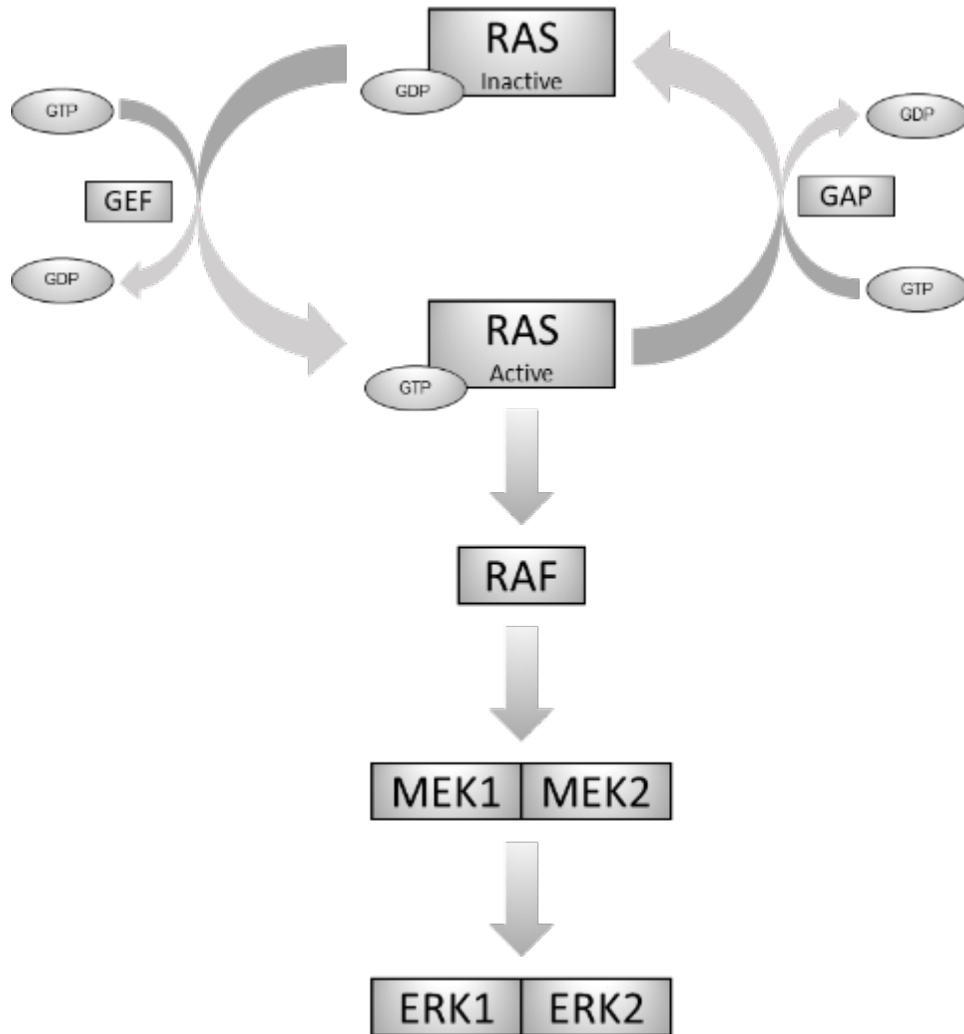 RAS
Inactive
GDP
GTP
GDP
GEF
GAP
GDP
GTP
RAS
Active
GTP
RAF
MEK1 MEK2
ERK1 ERK2